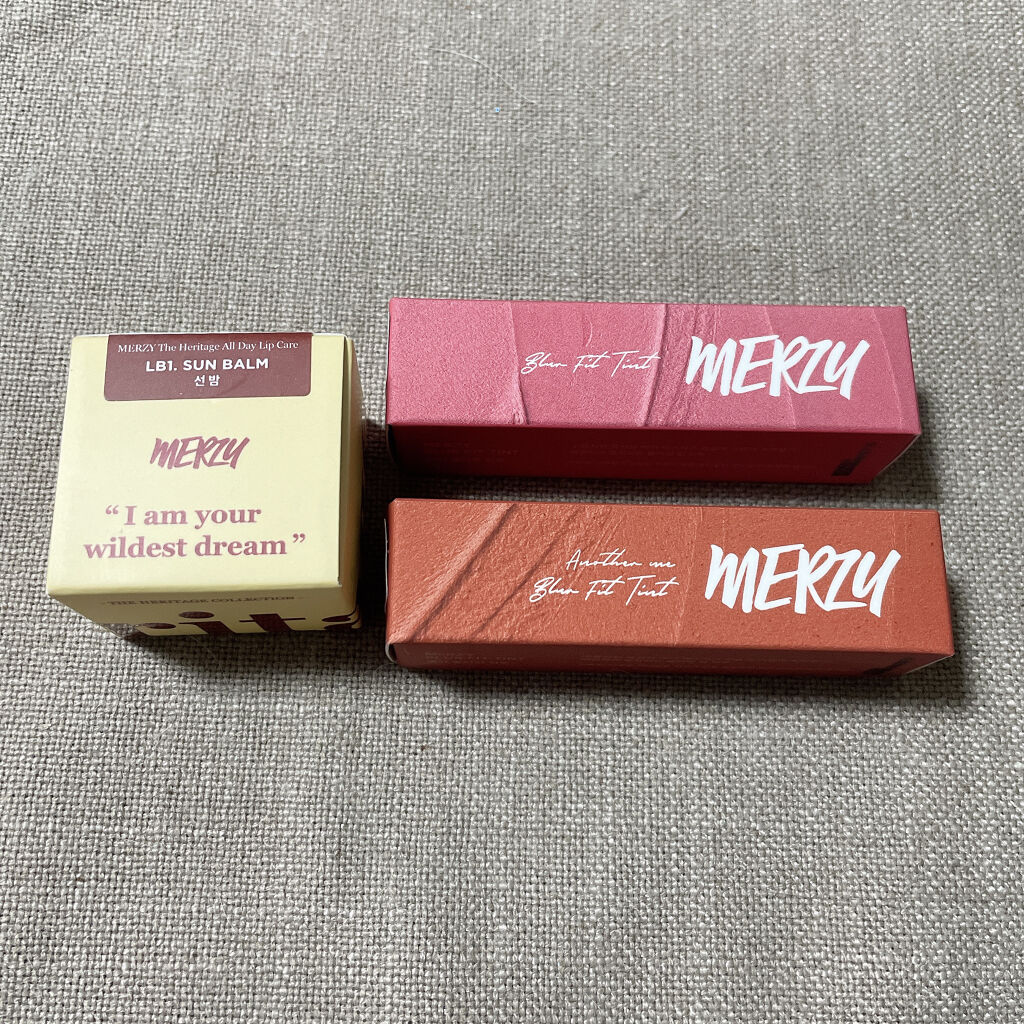 MERZY The Heritage All Day Lip Care
LB1. SUN BALM
선 밤
MERZY
“ I am your
wildest dream ”
- THE HERITAGE COLLECTION -
Blur Fit Tint
MERZY
Another me
Blur Fit Tint
MERZY